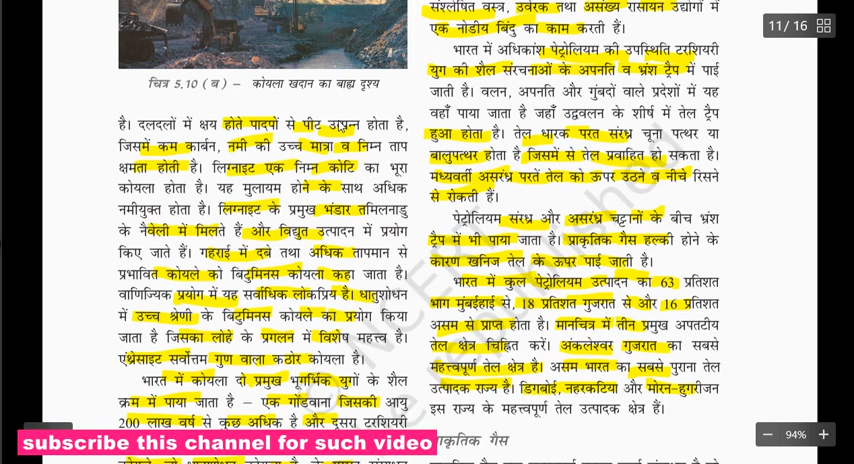 चित्र 5.10 (ब) – कोयला खदान का बाह्य दृश्य
है। दलदलों में क्षय होते पादपों से पीट उत्पन्न होता है,
जिसमें कम कार्बन, नमी की उच्च मात्रा व निम्न ताप
क्षमता होती है। लिग्नाइट एक निम्न कोटि का भूरा
कोयला होता है। यह मुलायम होने के साथ अधिक
नमीयुक्त होता है। लिग्नाइट के प्रमुख भंडार तमिलनाडु
के नैवेली में मिलते हैं और विद्युत उत्पादन में प्रयोग
किए जाते हैं। गहराई में दबे तथा अधिक तापमान से
प्रभावित कोयले को बिटुमिनस कोयला कहा जाता है।
वाणिज्यिक प्रयोग में यह सर्वाधिक लोकप्रिय है। धातुशोधन
में उच्च श्रेणी के बिटुमिनस कोयले का प्रयोग किया
जाता है जिसका लोहे के प्रगलन में विशेष महत्त्व है।
एंथ्रेसाइट सर्वोत्तम गुण वाला कठोर कोयला है।
भारत में कोयला दो प्रमुख भूगर्भिक युगों के शैल
क्रम में पाया जाता है – एक गोंडवाना जिसकी आयु
200 लाख वर्ष से कुछ अधिक है और दूसरा टरशियरी
संश्लेषित वस्त्र, उर्वरक तथा असंख्य रासायन उद्योगों में
एक नोडीय बिंदु का काम करती हैं।
भारत में अधिकांश पेट्रोलियम की उपस्थिति टरशियरी
युग की शैल संरचनाओं के अपनति व भ्रंश ट्रैप में पाई
जाती है। वलन, अपनति और गुंबदों वाले प्रदेशों में यह
वहाँ पाया जाता है जहाँ उद्ववलन के शीर्ष में तेल ट्रैप
हुआ होता है। तेल धारक परत संरध्र चूना पत्थर या
बालुपत्थर होता है जिसमें से तेल प्रवाहित हो सकता है।
मध्यवर्ती असरंध्र परतें तेल को ऊपर उठने व नीचे रिसने
से रोकती हैं।
पेट्रोलियम संरध्र और असरंध्र चट्टानों के बीच भ्रंश
ट्रैप में भी पाया जाता है। प्राकृतिक गैस हल्की होने के
कारण खनिज तेल के ऊपर पाई जाती है।
भारत में कुल पेट्रोलियम उत्पादन का 63 प्रतिशत
भाग मुंबईहाई से, 18 प्रतिशत गुजरात से और 16 प्रतिशत
असम से प्राप्त होता है। मानचित्र में तीन प्रमुख अपतटीय
तेल क्षेत्र चिह्नित करें। अंकलेश्वर गुजरात का सबसे
महत्त्वपूर्ण तेल क्षेत्र है। असम भारत का सबसे पुराना तेल
उत्पादक राज्य है। डिगबोई, नहरकटिया और मोरन-हुगरीजन
इस राज्य के महत्त्वपूर्ण तेल उत्पादक क्षेत्र हैं।
प्राकृतिक गैस
11 / 16
94%
subscribe this channel for such video